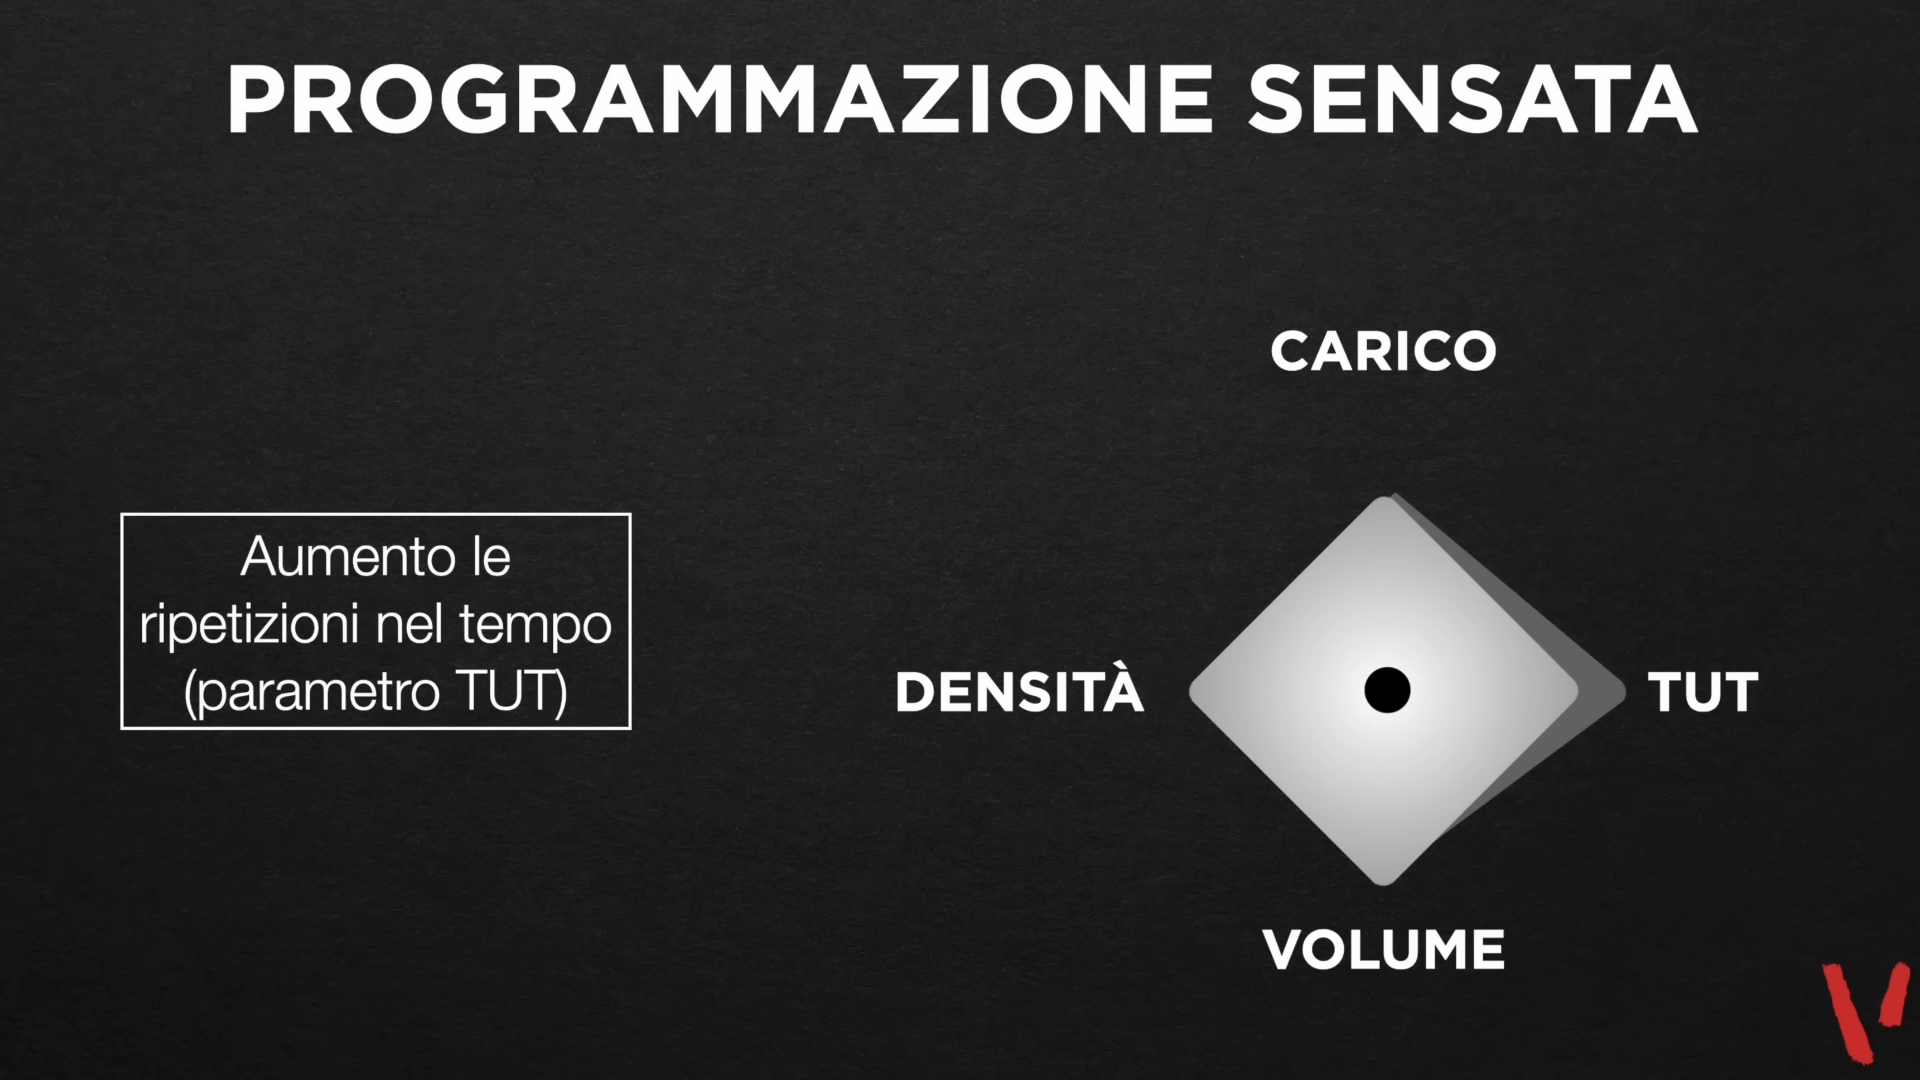 PROGRAMMAZIONE SENSATA
CARICO
Aumento le
ripetizioni nel tempo
(parametro TUT)
DENSITÀ
TUT
VOLUME